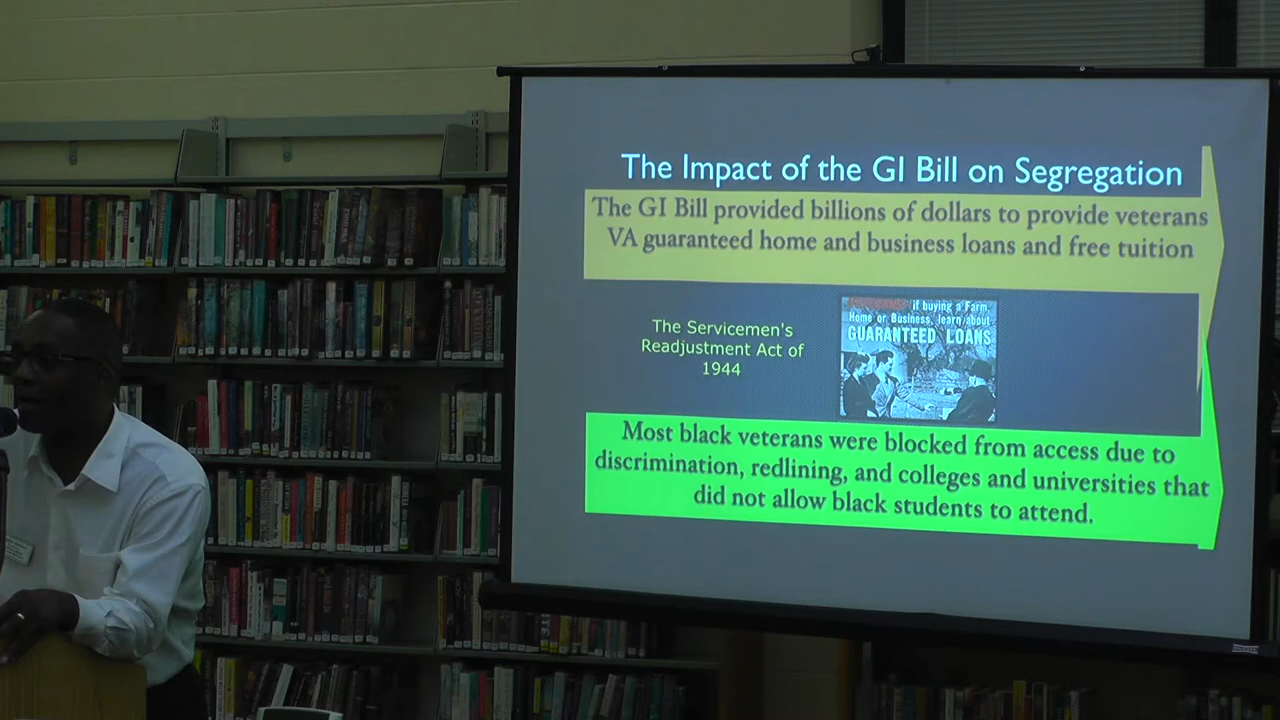 The Impact of the GI Bill on Segregation
The GI Bill provided billions of dollars to provide veterans
VA guaranteed home and business loans and free tuition
The Servicemen's
Readjustment Act of
1944
if buying a Farm,
Home or Business, learn about
GUARANTEED LOANS
Most black veterans were blocked from access due to
discrimination, redlining, and colleges and universities that
did not allow black students to attend.